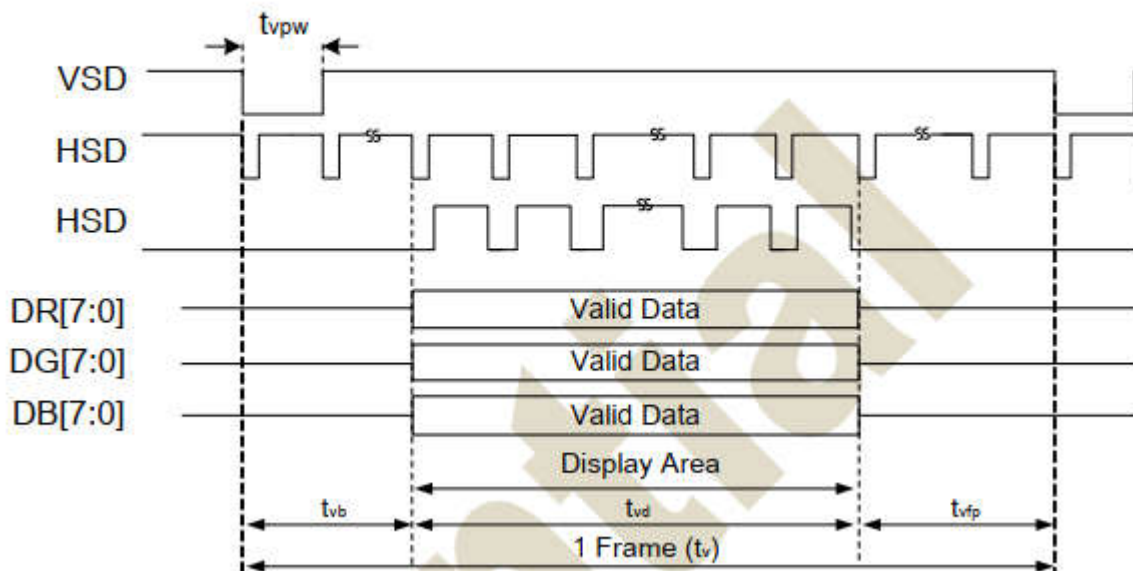 tvpw
VSD
HSD
HSD
DR[7:0] Valid Data
DG[7:0] Valid Data
DB[7:0] Valid Data
Display Area
tvb tvd tvfp
1 Frame (tv)
ntial